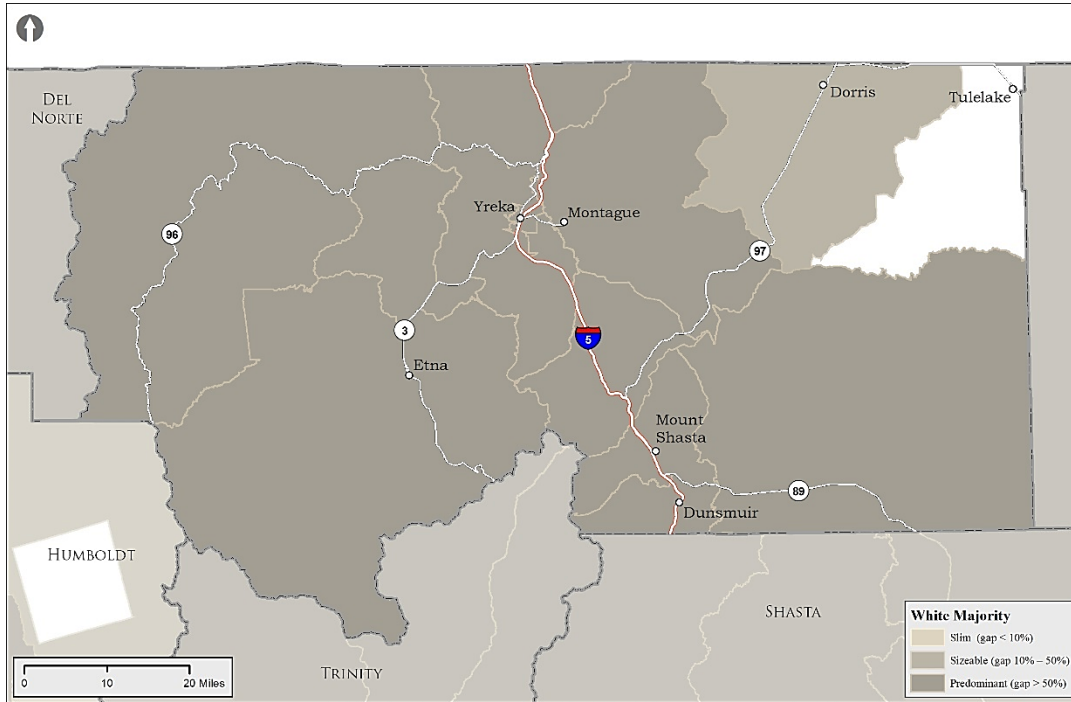 DEL
NORTE
Dorris
Tulelake
Yreka
Montague
96
97
3
5
Etna
Mount
Shasta
89
Dunsmuir
HUMBOLDT
SHASTA
TRINITY
White Majority
Slim (gap < 10%)
Sizeable (gap 10% – 50%)
Predominant (gap > 50%)
0 10 20 Miles